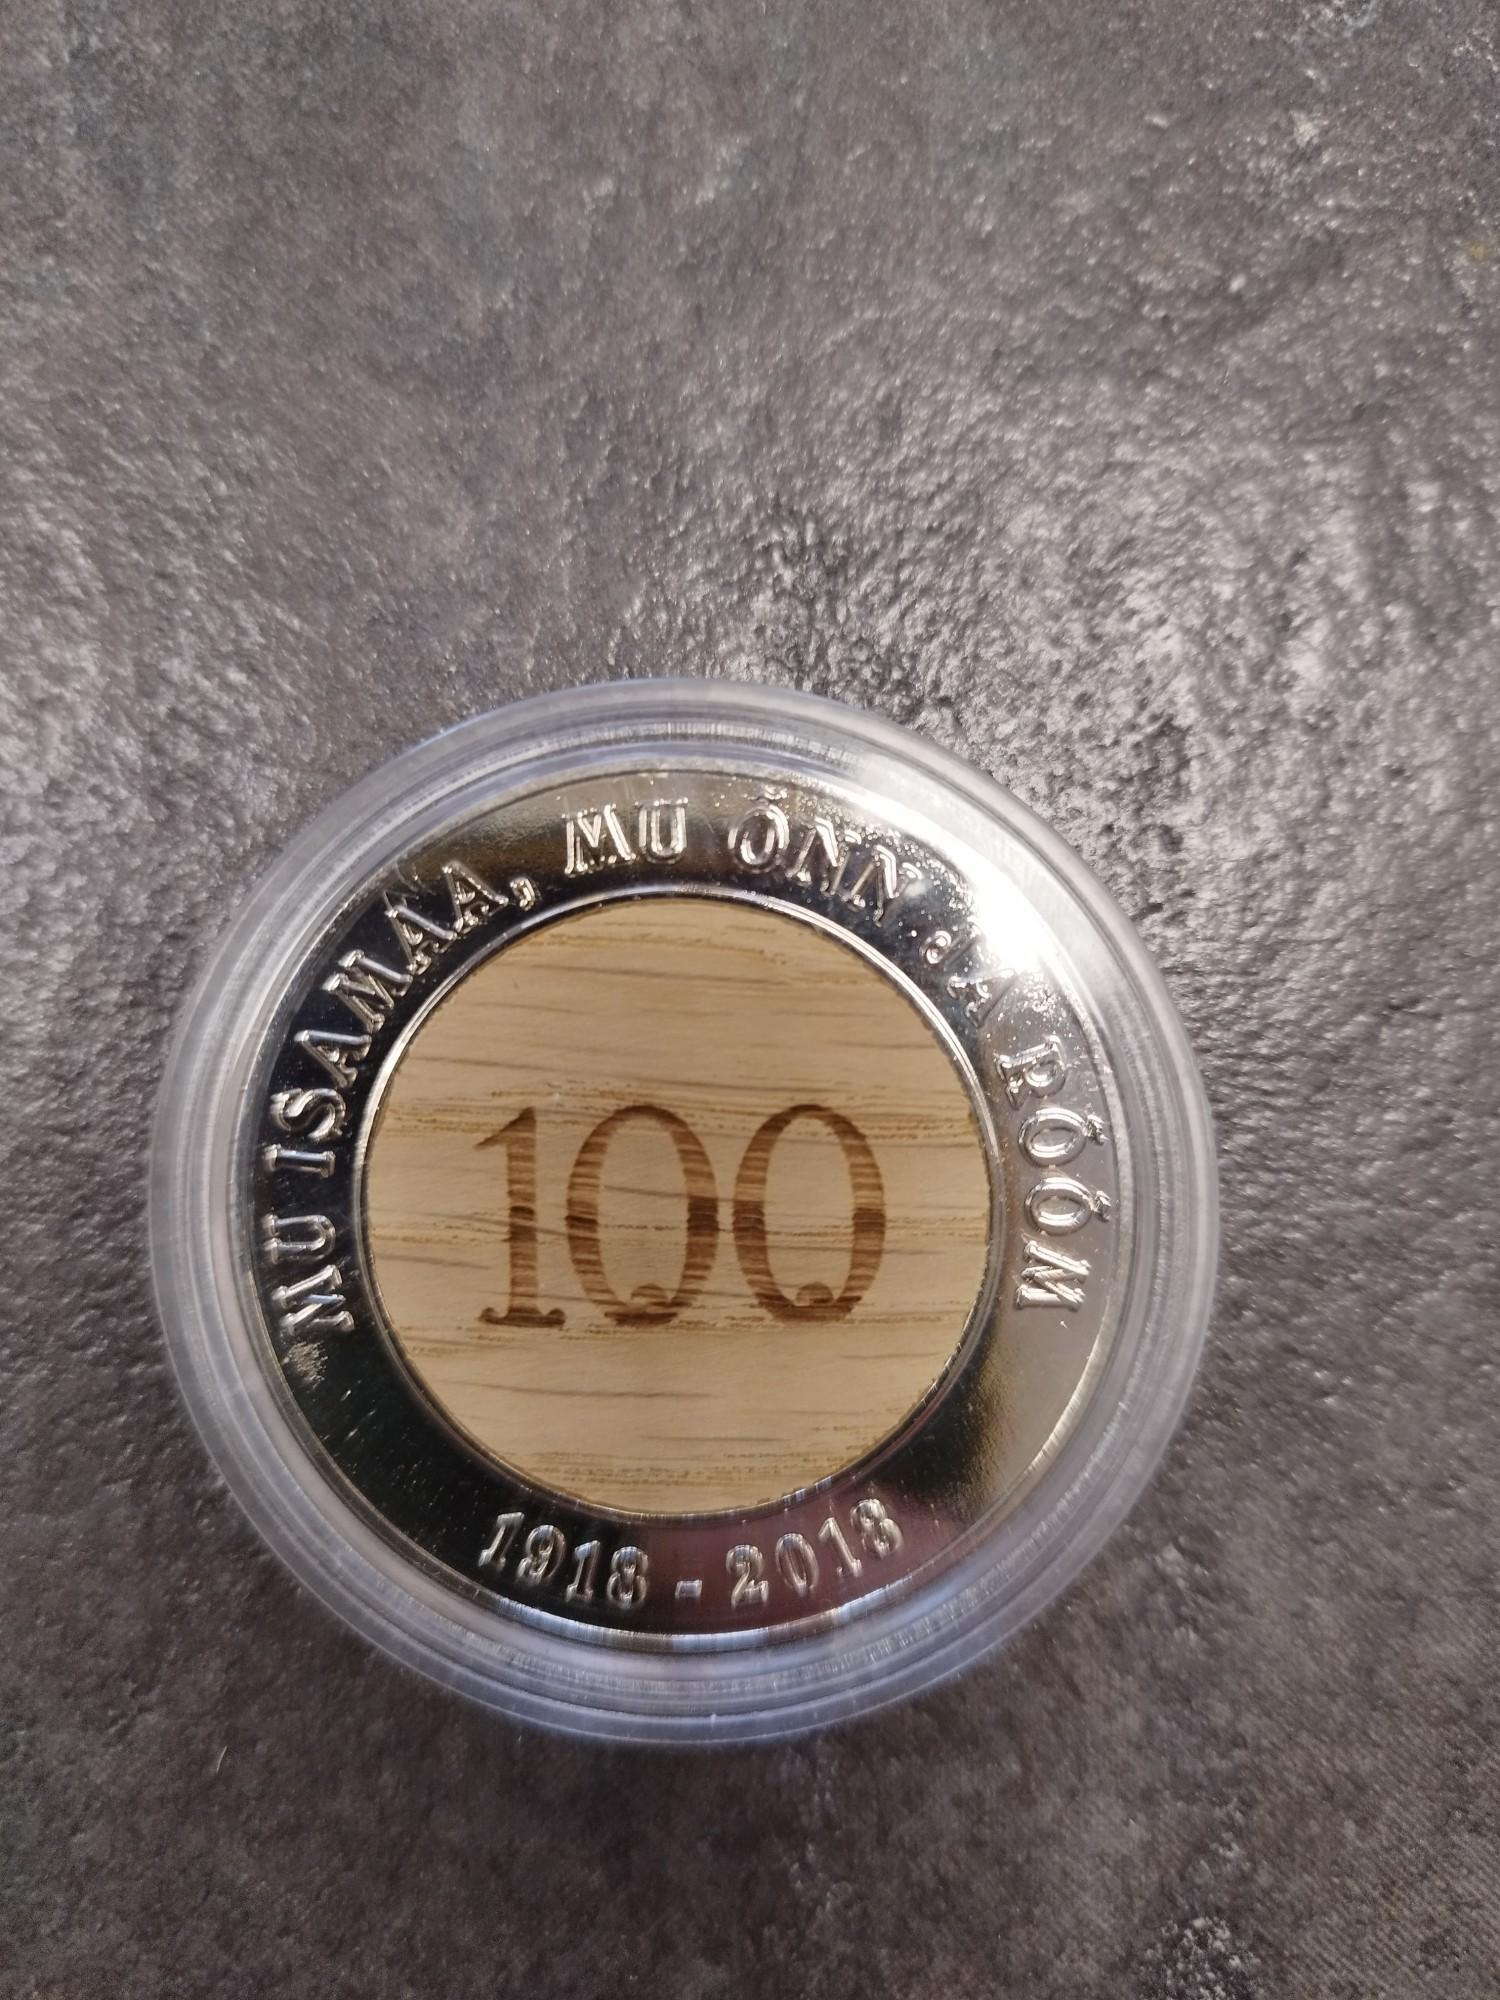 MU ISAMAA, MU ÕNN JA RÕÕM
100
1918 - 2018